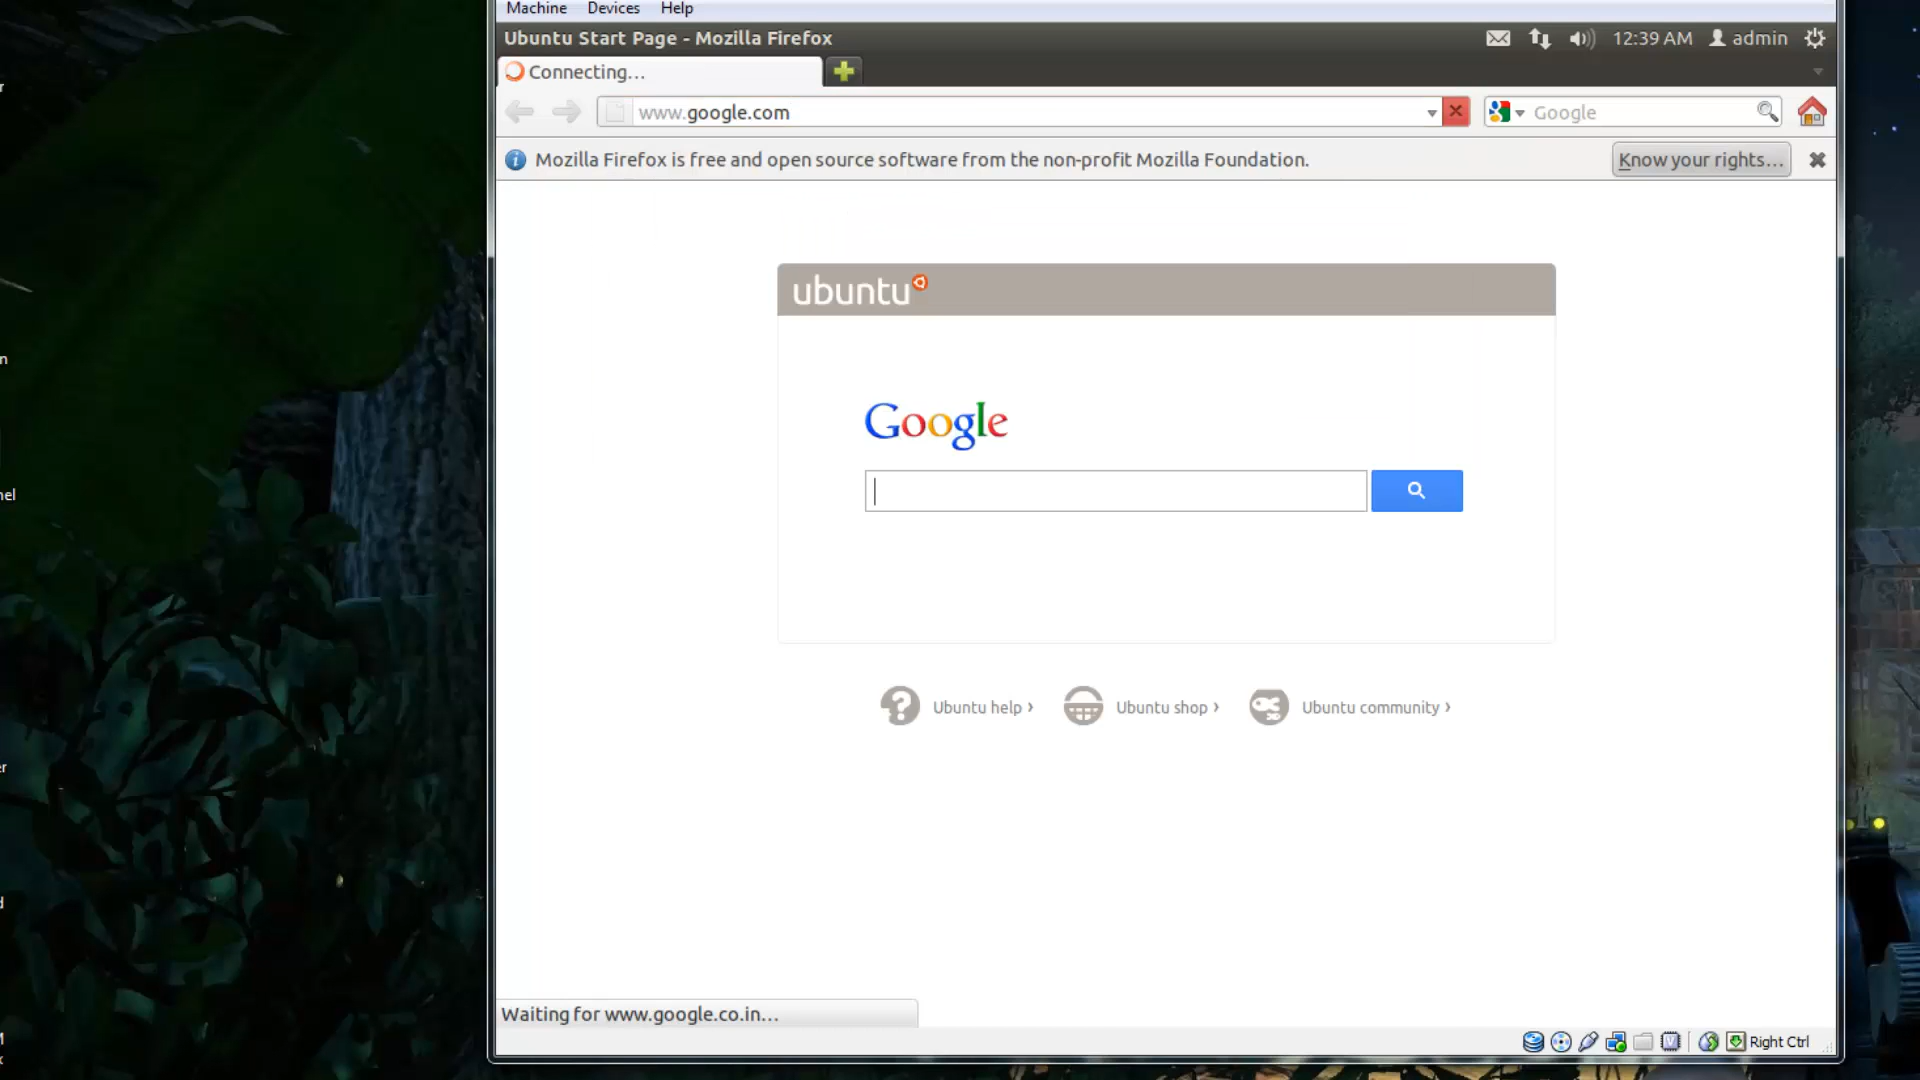 Machine Devices Help
Ubuntu Start Page - Mozilla Firefox 12:39 AM admin
Connecting...
www.google.com Google
Mozilla Firefox is free and open source software from the non-profit Mozilla Foundation. Know your rights...
ubuntu
Google
Ubuntu help › Ubuntu shop › Ubuntu community ›
Waiting for www.google.co.in...
Right Ctrl